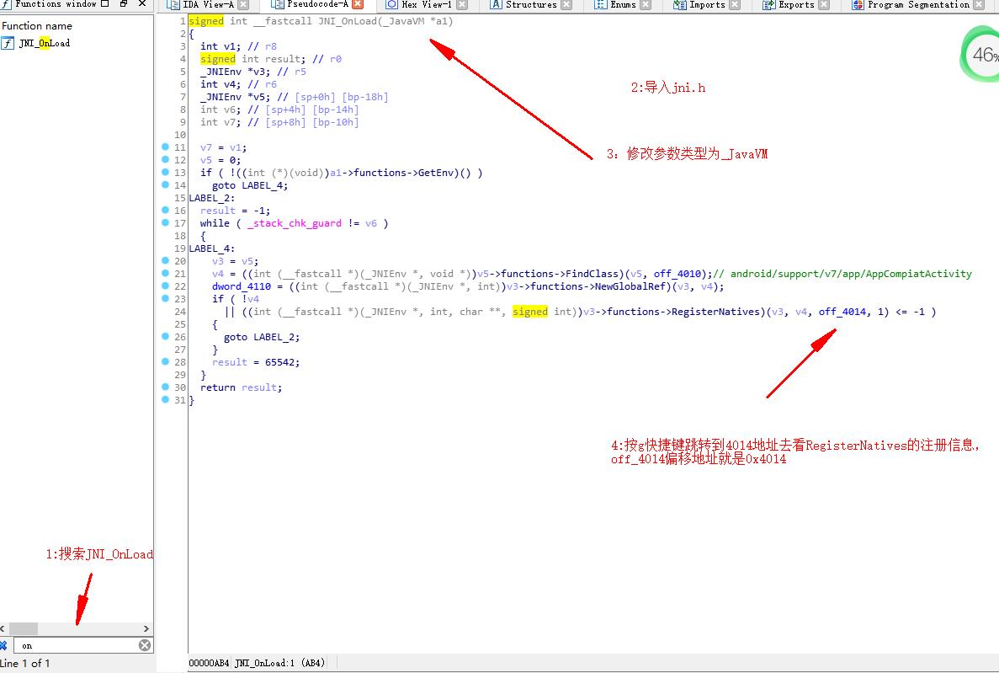 Functions window
IDA View-A
Pseudocode-A
Hex View-1
Structures
Enums
Imports
Exports
Program Segmentation
Function name
f JNI_OnLoad
1 signed int __fastcall JNI_OnLoad(_JavaVM *a1)
2 {
3 int v1; // r8
4 signed int result; // r0
5 _JNIEnv *v3; // r5
6 int v4; // r6
7 _JNIEnv *v5; // [sp+0h] [bp-18h]
8 int v6; // [sp+4h] [bp-14h]
9 int v7; // [sp+8h] [bp-10h]
10
11 v7 = v1;
12 v5 = 0;
13 if ( !((int (*)(void))a1->functions->GetEnv)() )
14 goto LABEL_4;
15 LABEL_2:
16 result = -1;
17 while ( _stack_chk_guard != v6 )
18 {
19 LABEL_4:
20 v3 = v5;
21 v4 = ((int (__fastcall *)(_JNIEnv *, void *))v5->functions->FindClass)(v5, off_4010);// android/support/v7/app/AppCompiatActivity
22 dword_4110 = ((int (__fastcall *)(_JNIEnv *, int))v3->functions->NewGlobalRef)(v3, v4);
23 if ( !v4
24 || ((int (__fastcall *)(_JNIEnv *, int, char **, signed int))v3->functions->RegisterNatives)(v3, v4, off_4014, 1) <= -1 )
25 {
26 goto LABEL_2;
27 }
28 result = 65542;
29 }
30 return result;
31 }
46%
2:导入jni.h
3：修改参数类型为_JavaVM
4:按g快捷键跳转到4014地址去看RegisterNatives的注册信息，
off_4014偏移地址就是0x4014
1:搜索JNI_OnLoad
on
Line 1 of 1
00000AB4 JNI_OnLoad:1 (AB4)